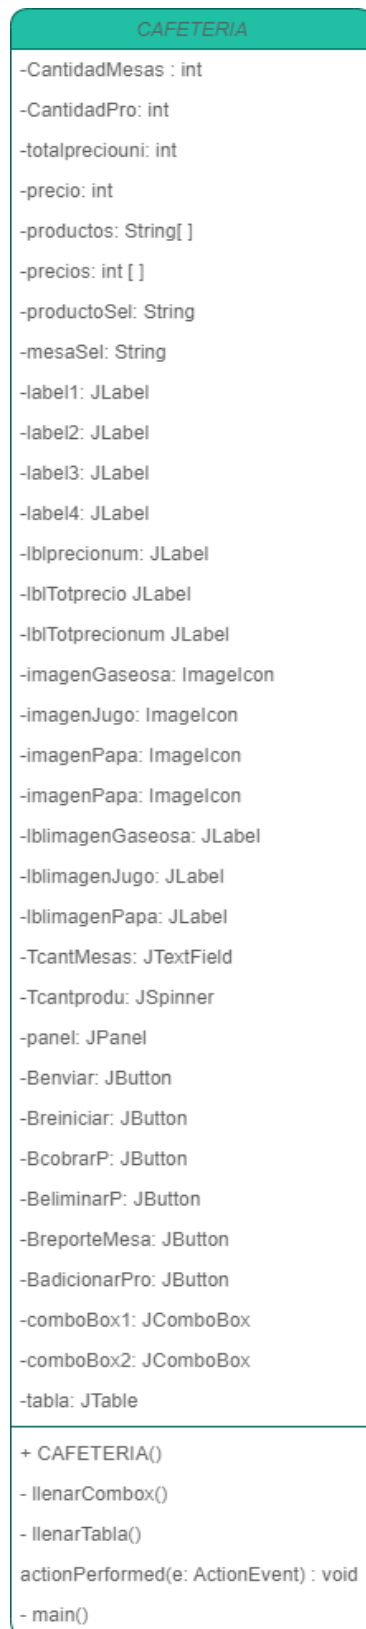 CAFETERIA
-CantidadMesas : int
-CantidadPro: int
-totalpreciouni: int
-precio: int
-productos: String[ ]
-precios: int [ ]
-productoSel: String
-mesaSel: String
-label1: JLabel
-label2: JLabel
-label3: JLabel
-label4: JLabel
-lblprecionum: JLabel
-lblTotprecio JLabel
-lblTotprecionum JLabel
-imagenGaseosa: ImageIcon
-imagenJugo: ImageIcon
-imagenPapa: ImageIcon
-imagenPapa: ImageIcon
-lblimagenGaseosa: JLabel
-lblimagenJugo: JLabel
-lblimagenPapa: JLabel
-TcantMesas: JTextField
-Tcantprodu: JSpinner
-panel: JPanel
-Benviar: JButton
-Breiniciar: JButton
-BcobrarP: JButton
-BeliminarP: JButton
-BreporteMesa: JButton
-BadicionarPro: JButton
-comboBox1: JComboBox
-comboBox2: JComboBox
-tabla: JTable
+ CAFETERIA()
- llenarCombox()
- llenarTabla()
actionPerformed(e: ActionEvent) : void
- main()